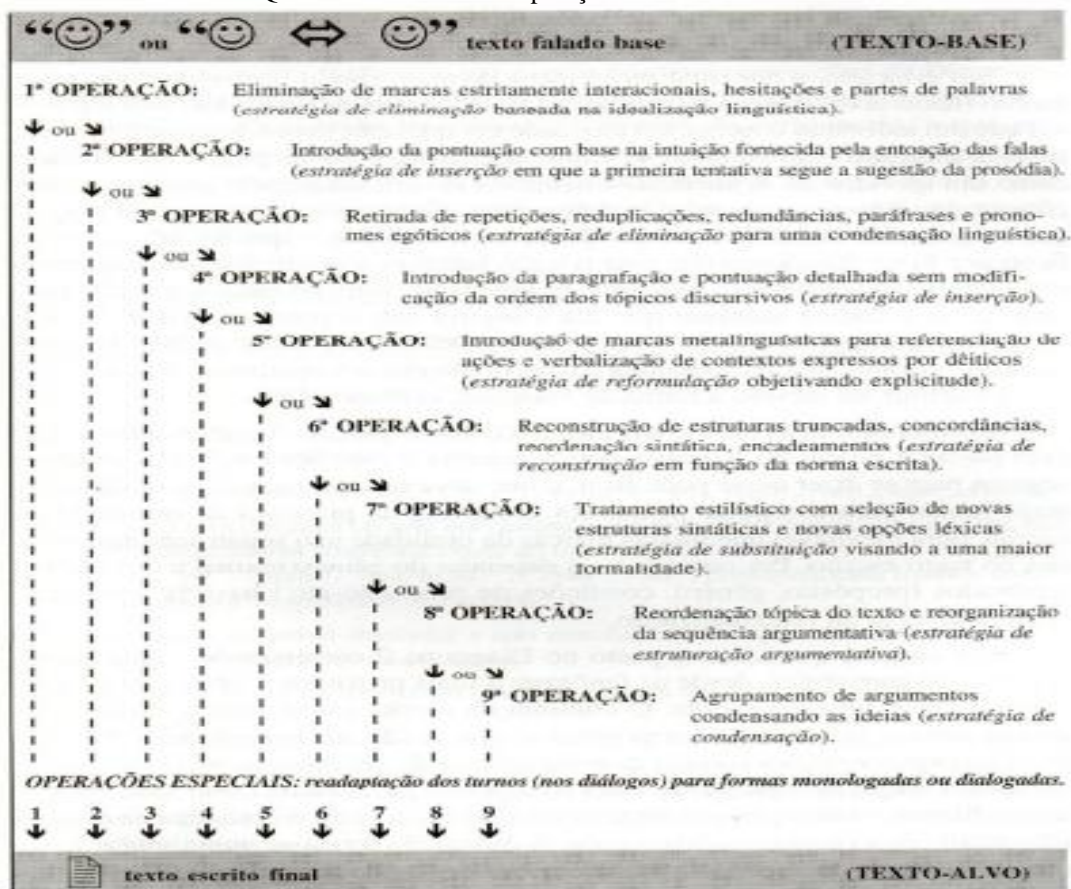 “☺” ou “☺ ⇔ ☺” texto falado base (TEXTO-BASE)
1ª OPERAÇÃO: Eliminação de marcas estritamente interacionais, hesitações e partes de palavras
(estratégia de eliminação baseada na idealização linguística).
ou
2ª OPERAÇÃO: Introdução da pontuação com base na intuição fornecida pela entoação das falas
(estratégia de inserção em que a primeira tentativa segue a sugestão da prosódia).
ou
3ª OPERAÇÃO: Retirada de repetições, reduplicações, redundâncias, paráfrases e prono-
mes egóticos (estratégia de eliminação para uma condensação linguística).
ou
4ª OPERAÇÃO: Introdução da paragrafação e pontuação detalhada sem modifi-
cação da ordem dos tópicos discursivos (estratégia de inserção).
ou
5ª OPERAÇÃO: Introdução de marcas metalinguísticas para referenciação de
ações e verbalização de contextos expressos por dêiticos
(estratégia de reformulação objetivando explicitude).
ou
6ª OPERAÇÃO: Reconstrução de estruturas truncadas, concordâncias,
reordenação sintática, encadeamentos (estratégia de
reconstrução em função da norma escrita).
ou
7ª OPERAÇÃO: Tratamento estilístico com seleção de novas
estruturas sintáticas e novas opções léxicas
(estratégia de substituição visando a uma maior
formalidade).
ou
8ª OPERAÇÃO: Reordenação tópica do texto e reorganização
da sequência argumentativa (estratégia de
estruturação argumentativa).
ou
9ª OPERAÇÃO: Agrupamento de argumentos
condensando as ideias (estratégia de
condensação).
OPERAÇÕES ESPECIAIS: readaptação dos turnos (nos diálogos) para formas monologadas ou dialogadas.
1 2 3 4 5 6 7 8 9
texto escrito final (TEXTO-ALVO)